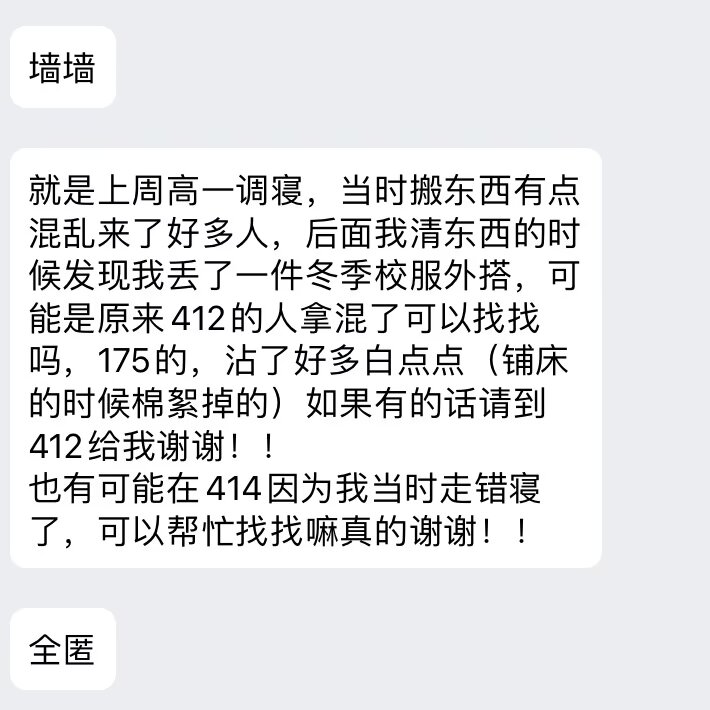 墙墙
就是上周高一调寝，当时搬东西有点
混乱来了好多人，后面我清东西的时
候发现我丢了一件冬季校服外搭，可
能是原来412的人拿混了可以找找
吗，175的，沾了好多白点点（铺床
的时候棉絮掉的）如果有的话请到
412给我谢谢！！
也有可能在414因为我当时走错寝
了，可以帮忙找找嘛真的谢谢！！
全匿